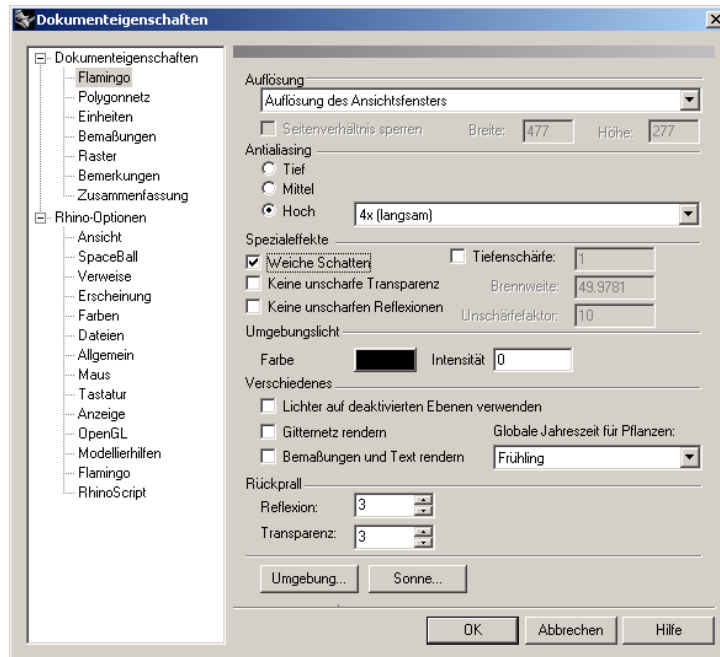 Dokumenteigenschaften
Dokumenteigenschaften
Flamingo
Polygonnetz
Einheiten
Bemaßungen
Raster
Bemerkungen
Zusammenfassung
Rhino-Optionen
Ansicht
SpaceBall
Verweise
Erscheinung
Farben
Dateien
Allgemein
Maus
Tastatur
Anzeige
OpenGL
Modellierhilfen
Flamingo
RhinoScript
Auflösung
Auflösung des Ansichtsfensters
Seitenverhältnis sperren Breite: 477 Höhe: 277
Antialiasing
Tief
Mittel
Hoch 4x (langsam)
Spezialeffekte
Weiche Schatten Tiefenschärfe: 1
Keine unscharfe Transparenz Brennweite: 49.9781
Keine unscharfen Reflexionen Unschärfefaktor: 10
Umgebungslicht
Farbe Intensität 0
Verschiedenes
Lichter auf deaktivierten Ebenen verwenden
Gitternetz rendern Globale Jahreszeit für Pflanzen:
Bemaßungen und Text rendern Frühling
Rückprall
Reflexion: 3
Transparenz: 3
Umgebung... Sonne...
OK Abbrechen Hilfe